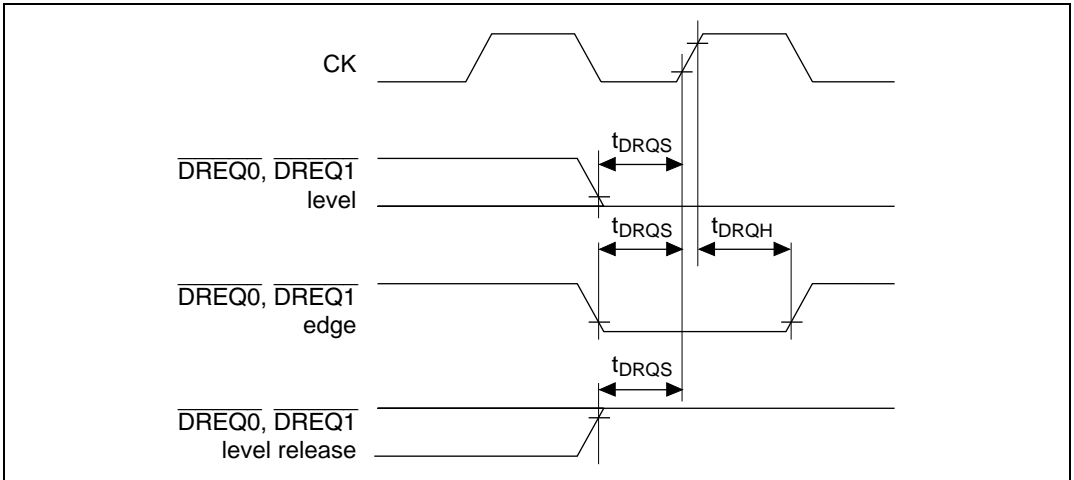 CK
tDRQS
DREQ0, DREQ1
level
tDRQS
tDRQH
DREQ0, DREQ1
edge
tDRQS
DREQ0, DREQ1
level release